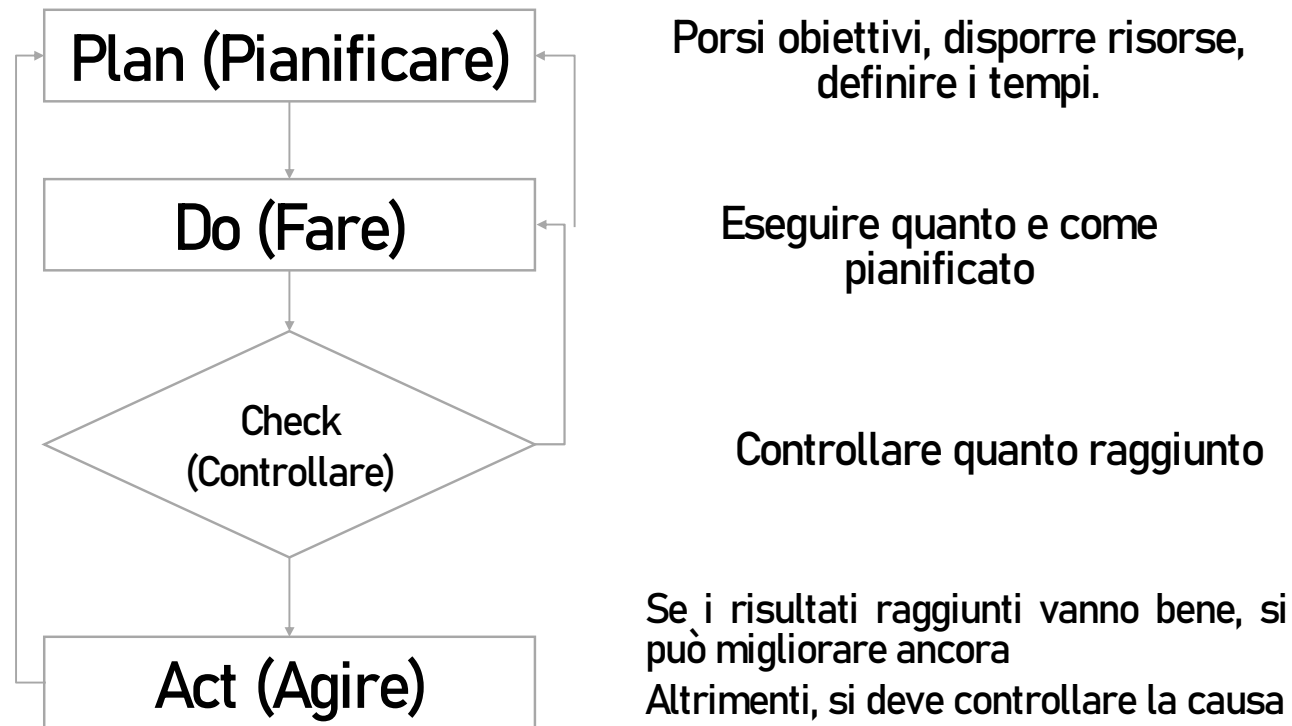 Plan (Pianificare)
Porsi obiettivi, disporre risorse,
definire i tempi.
Do (Fare)
Eseguire quanto e come
pianificato
Check
(Controllare)
Controllare quanto raggiunto
Act (Agire)
Se i risultati raggiunti vanno bene, si
può migliorare ancora
Altrimenti, si deve controllare la causa